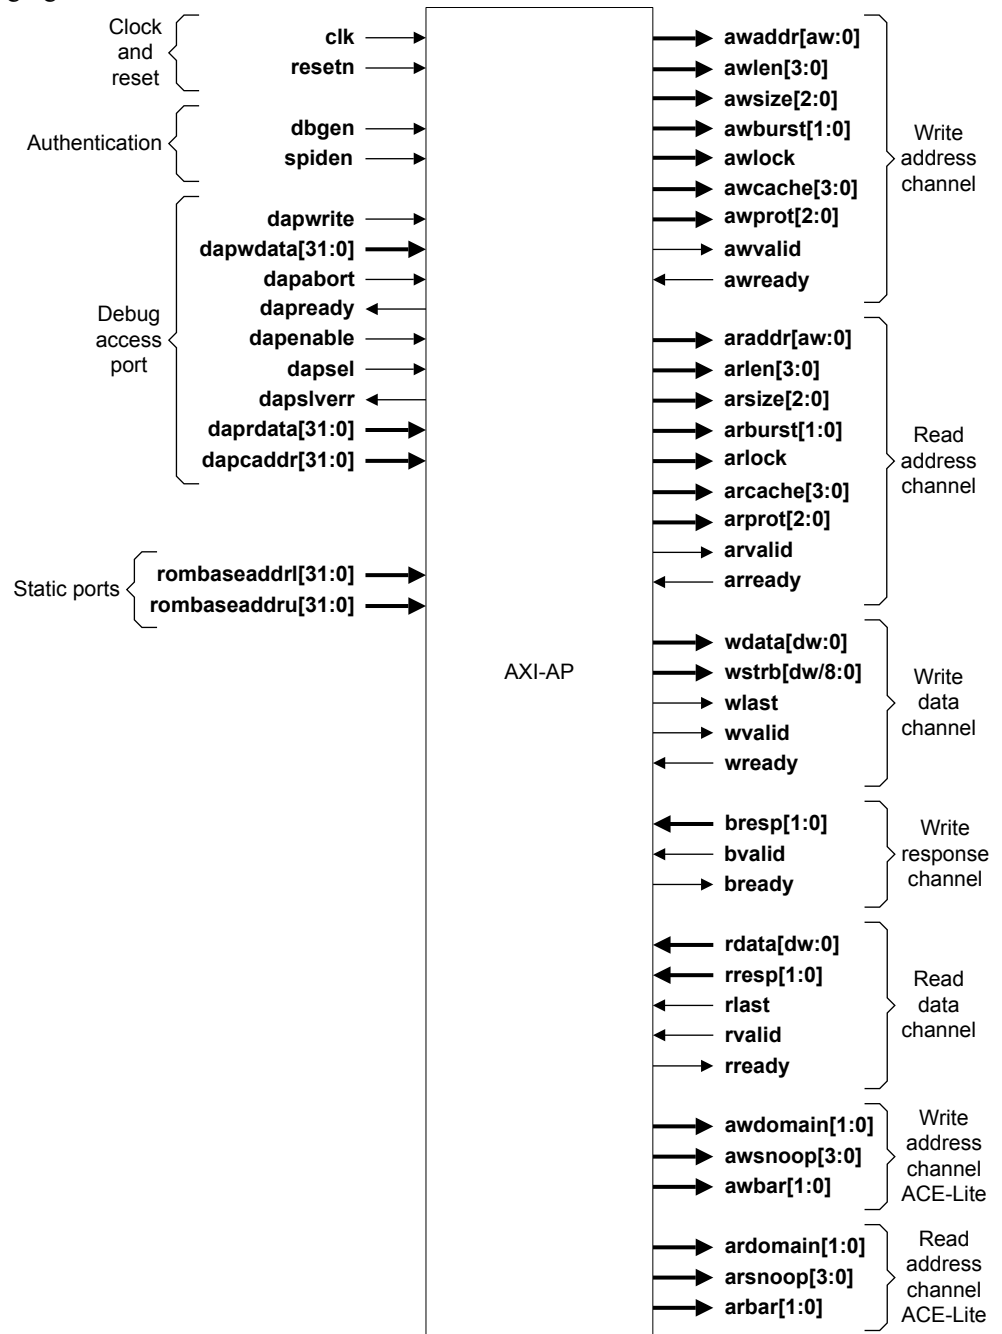 Clock
and
reset
clk
resetn
Authentication
dbgen
spiden
Debug
access
port
dapwrite
dapwdata[31:0]
dapabort
dapready
dapenable
dapsel
dapslverr
daprdata[31:0]
dapcaddr[31:0]
Static ports
rombaseaddrl[31:0]
rombaseaddru[31:0]
AXI-AP
awaddr[aw:0]
awlen[3:0]
awsize[2:0]
awburst[1:0]
awlock
awcache[3:0]
awprot[2:0]
awvalid
awready
Write
address
channel
araddr[aw:0]
arlen[3:0]
arsize[2:0]
arburst[1:0]
arlock
arcache[3:0]
arprot[2:0]
arvalid
arready
Read
address
channel
wdata[dw:0]
wstrb[dw/8:0]
wlast
wvalid
wready
Write
data
channel
bresp[1:0]
bvalid
bready
Write
response
channel
rdata[dw:0]
rresp[1:0]
rlast
rvalid
rready
Read
data
channel
awdomain[1:0]
awsnoop[3:0]
awbar[1:0]
Write
address
channel
ACE-Lite
ardomain[1:0]
arsnoop[3:0]
arbar[1:0]
Read
address
channel
ACE-Lite